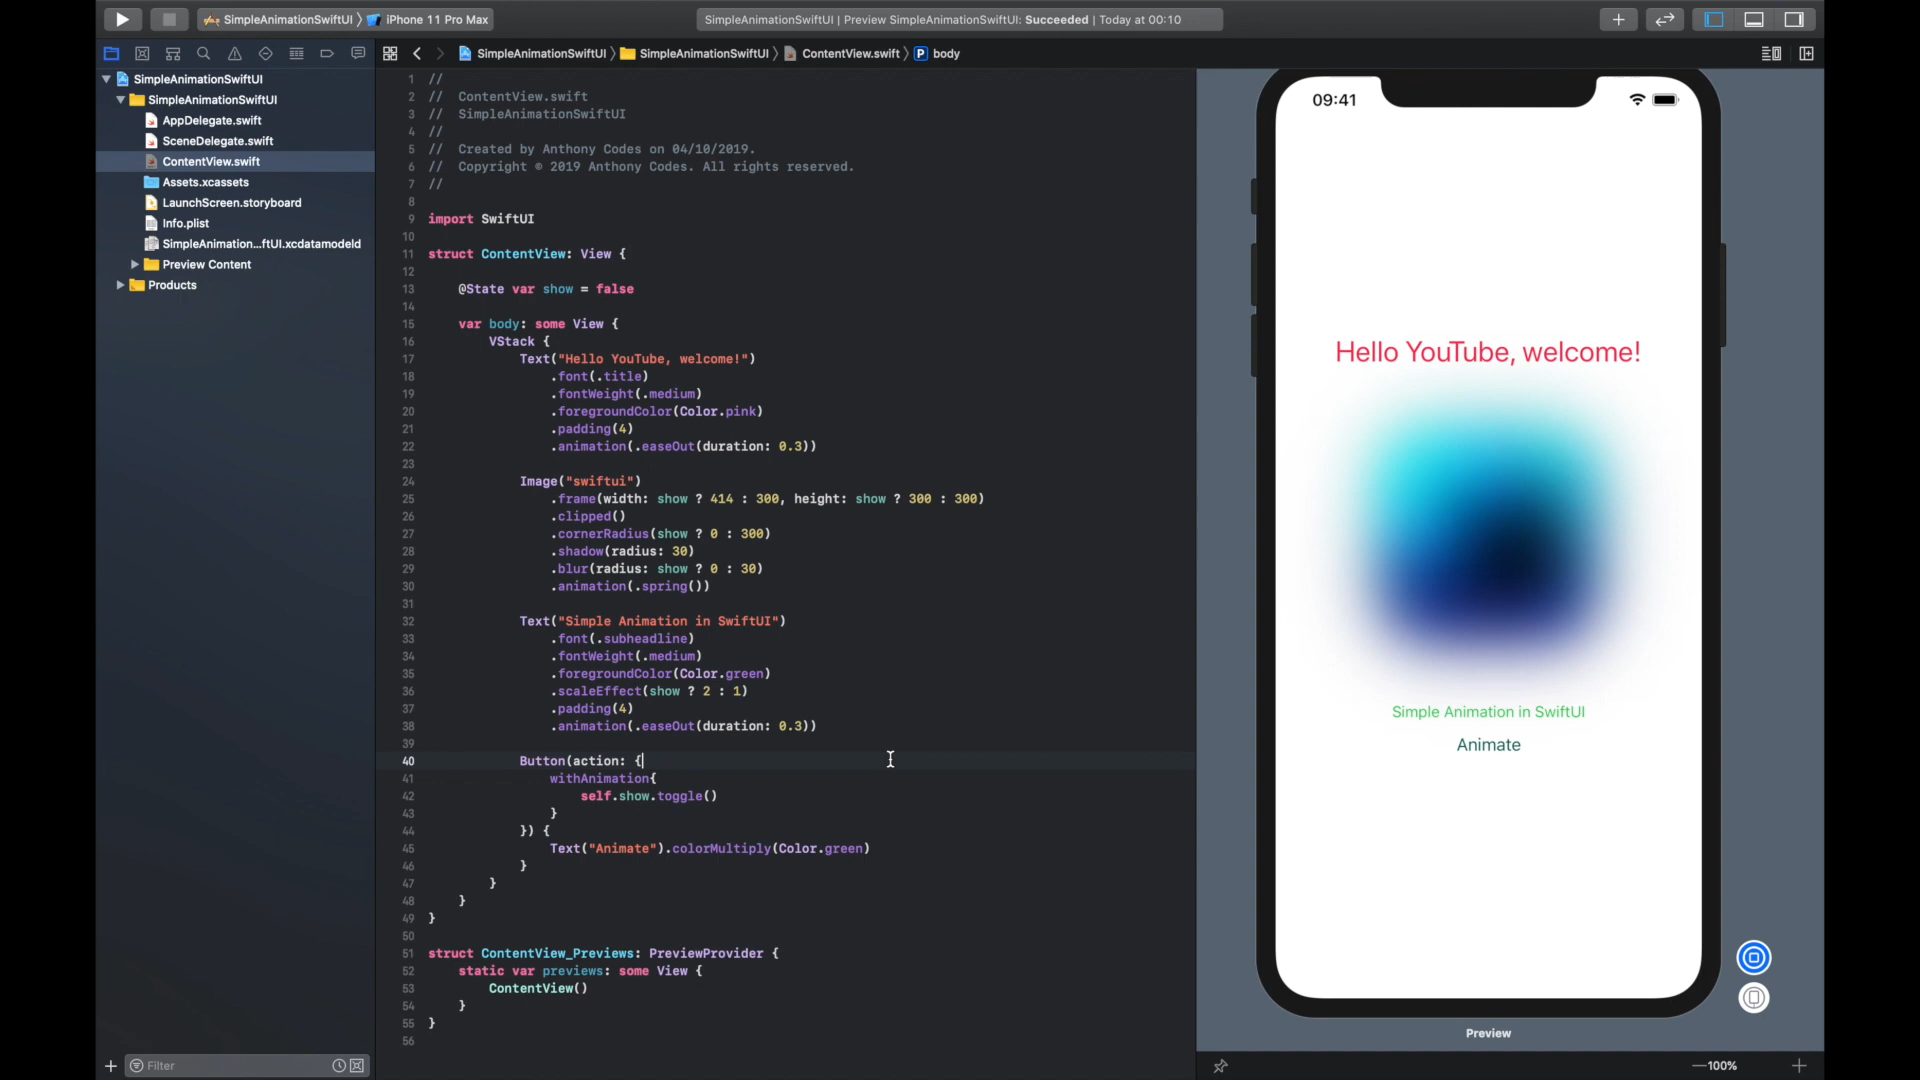 SimpleAnimationSwiftUI iPhone 11 Pro Max
SimpleAnimationSwiftUI | Preview SimpleAnimationSwiftUI: Succeeded | Today at 00:10
SimpleAnimationSwiftUI SimpleAnimationSwiftUI ContentView.swift P body
SimpleAnimationSwiftUI
SimpleAnimationSwiftUI
AppDelegate.swift
SceneDelegate.swift
ContentView.swift
Assets.xcassets
LaunchScreen.storyboard
Info.plist
SimpleAnimation...ftUI.xcdatamodeld
Preview Content
Products
Filter
1 //
2 // ContentView.swift
3 // SimpleAnimationSwiftUI
4 //
5 // Created by Anthony Codes on 04/10/2019.
6 // Copyright © 2019 Anthony Codes. All rights reserved.
7 //
8
9 import SwiftUI
10
11 struct ContentView: View {
12
13 @State var show = false
14
15 var body: some View {
16 VStack {
17 Text("Hello YouTube, welcome!")
18 .font(.title)
19 .fontWeight(.medium)
20 .foregroundColor(Color.pink)
21 .padding(4)
22 .animation(.easeOut(duration: 0.3))
23
24 Image("swiftui")
25 .frame(width: show ? 414 : 300, height: show ? 300 : 300)
26 .clipped()
27 .cornerRadius(show ? 0 : 300)
28 .shadow(radius: 30)
29 .blur(radius: show ? 0 : 30)
30 .animation(.spring())
31
32 Text("Simple Animation in SwiftUI")
33 .font(.subheadline)
34 .fontWeight(.medium)
35 .foregroundColor(Color.green)
36 .scaleEffect(show ? 2 : 1)
37 .padding(4)
38 .animation(.easeOut(duration: 0.3))
39
40 Button(action: {
41 withAnimation{
42 self.show.toggle()
43 }
44 }) {
45 Text("Animate").colorMultiply(Color.green)
46 }
47 }
48 }
49 }
50
51 struct ContentView_Previews: PreviewProvider {
52 static var previews: some View {
53 ContentView()
54 }
55 }
56
09:41
Hello YouTube, welcome!
Simple Animation in SwiftUI
Animate
Preview
100%